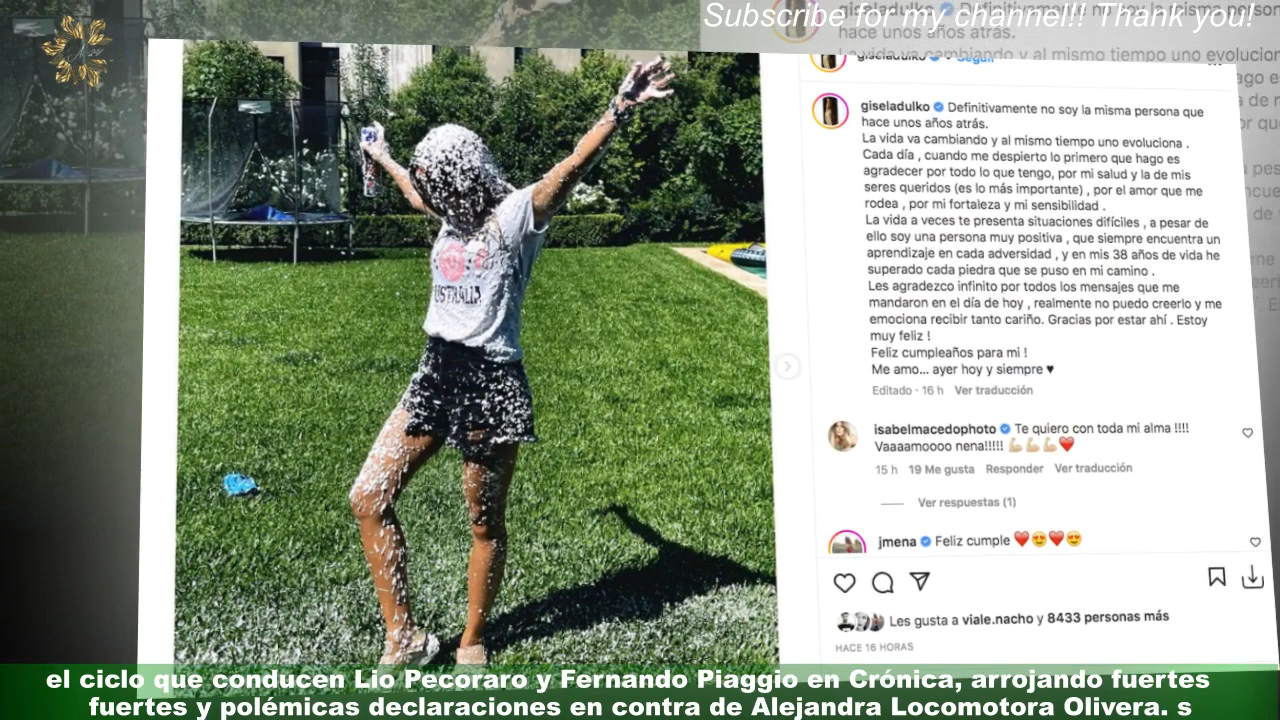 Subscribe for my channel!! Thank you!
giseladulko Definitivamente no soy la misma persona que
hace unos años atrás.
La vida va cambiando y al mismo tiempo uno evoluciona .
Cada día , cuando me despierto lo primero que hago es
agradecer por todo lo que tengo, por mi salud y la de mis
seres queridos (es lo más importante) , por el amor que me
rodea , por mi fortaleza y mi sensibilidad .
La vida a veces te presenta situaciones difíciles , a pesar de
ello soy una persona muy positiva , que siempre encuentra un
aprendizaje en cada adversidad , y en mis 38 años de vida he
superado cada piedra que se puso en mi camino .
Les agradezco infinito por todos los mensajes que me
mandaron en el día de hoy , realmente no puedo creerlo y me
emociona recibir tanto cariño. Gracias por estar ahí . Estoy
muy feliz !
Feliz cumpleaños para mi !
Me amo... ayer hoy y siempre ♥
Editado · 16 h Ver traducción
isabelmacedophoto Te quiero con toda mi alma !!!!
Vaaaamoooo nena!!!!! 💪🏼💪🏼💪🏼❤️
15 h 19 Me gusta Responder Ver traducción
Ver respuestas (1)
jmena Feliz cumple ❤️😍❤️😍
Les gusta a viale.nacho y 8433 personas más
HACE 16 HORAS
USTRALIA
el ciclo que conducen Lio Pecoraro y Fernando Piaggio en Crónica, arrojando fuertes
fuertes y polémicas declaraciones en contra de Alejandra Locomotora Olivera. s